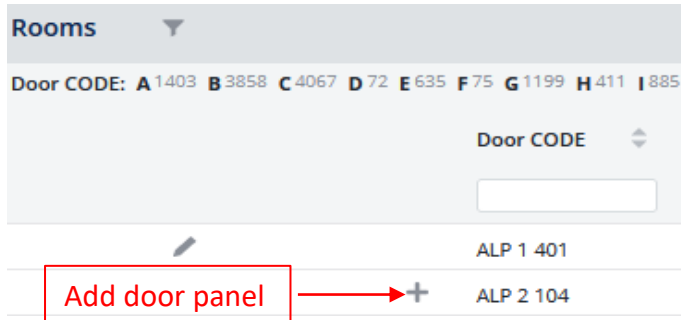 Rooms
Door CODE: A 1403 B 3858 C 4067 D 72 E 635 F 75 G 1199 H 411 I 885
Door CODE
ALP 1 401
Add door panel ALP 2 104